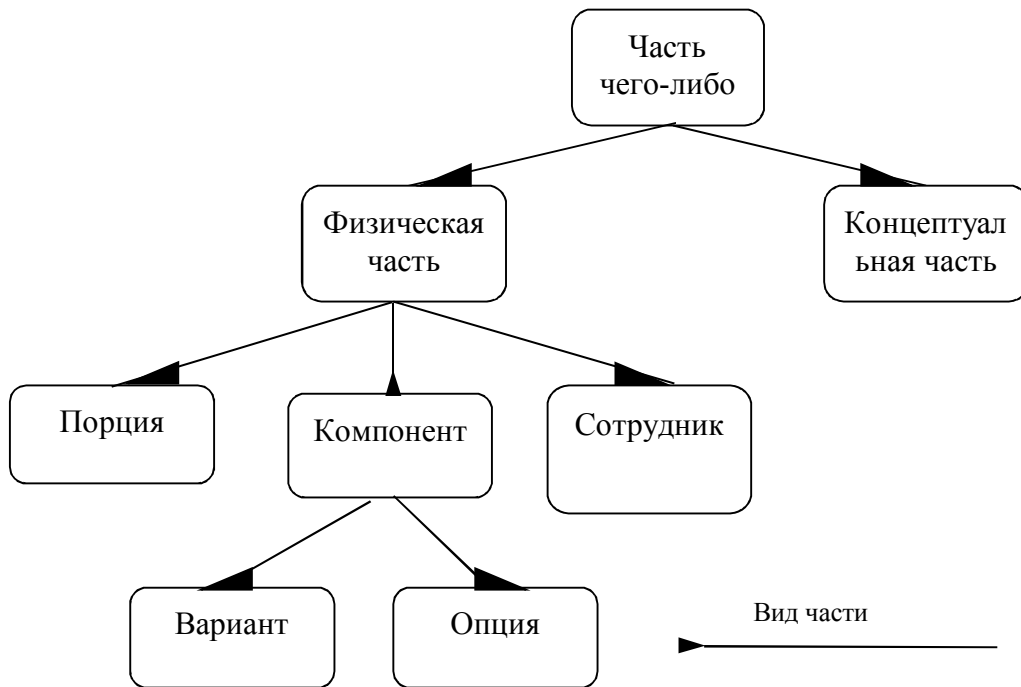 Часть
чего-либо
Физическая
часть
Концептуал
ьная часть
Порция
Компонент
Сотрудник
Вариант
Опция
Вид части